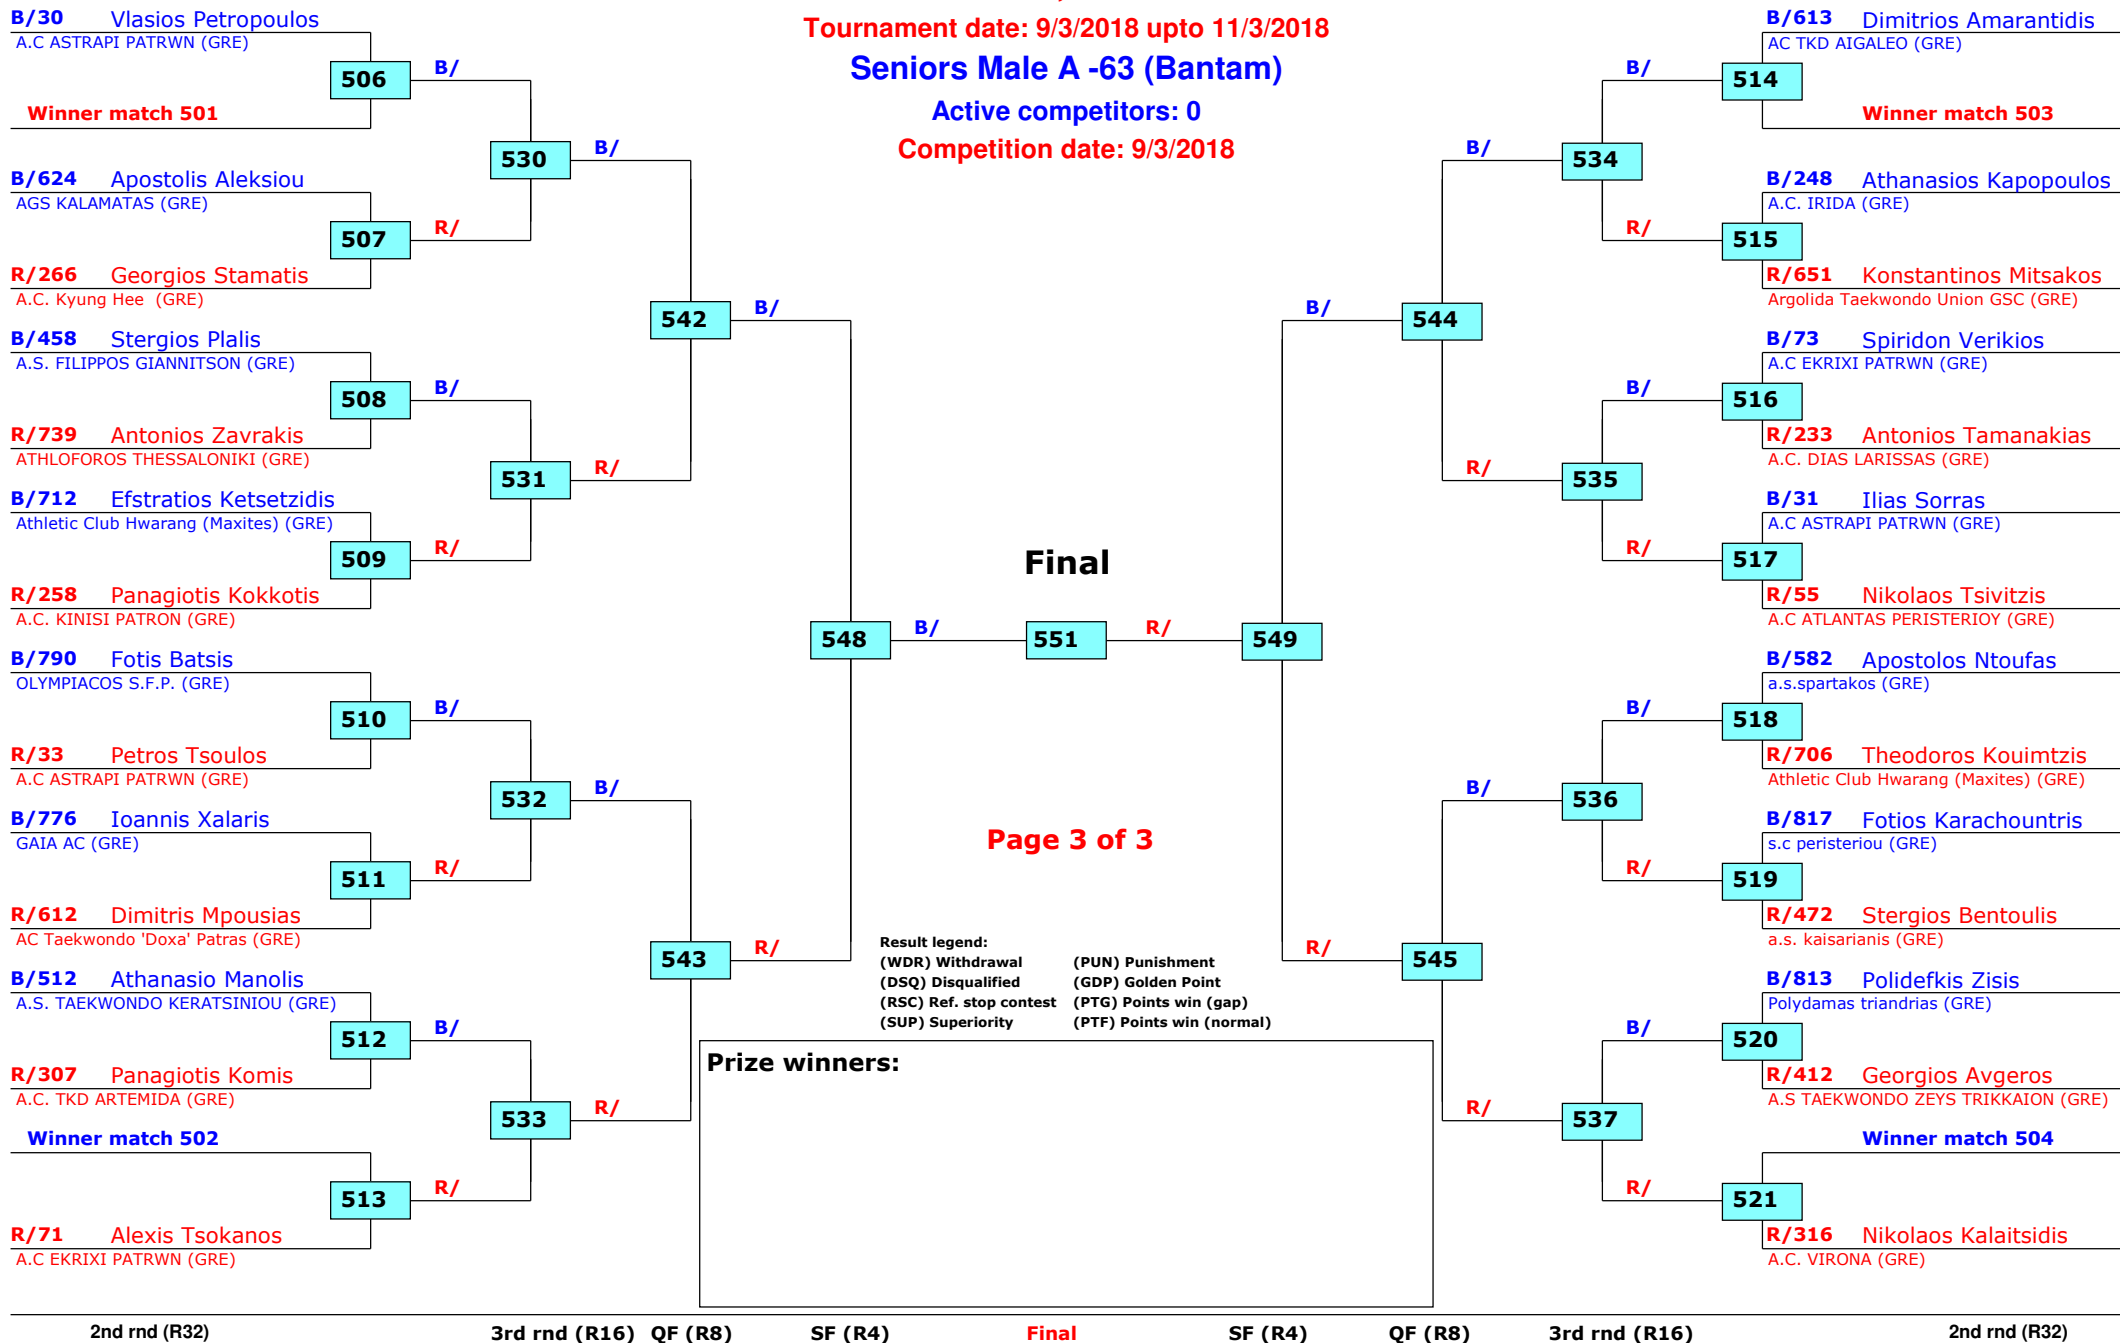 Tournament date: 9/3/2018 upto 11/3/2018
Seniors Male A -63 (Bantam)
Active competitors: 0
Competition date: 9/3/2018
B/30 Vlasios Petropoulos
A.C ASTRAPI PATRWN (GRE)
506
B/
Winner match 501
530
B/
B/624 Apostolis Aleksiou
AGS KALAMATAS (GRE)
507
R/
R/266 Georgios Stamatis
A.C. Kyung Hee (GRE)
542
B/
B/458 Stergios Plalis
A.S. FILIPPOS GIANNITSON (GRE)
508
B/
R/739 Antonios Zavrakis
ATHLOFOROS THESSALONIKI (GRE)
531
R/
B/712 Efstratios Ketsetzidis
Athletic Club Hwarang (Maxites) (GRE)
509
R/
R/258 Panagiotis Kokkotis
A.C. KINISI PATRON (GRE)
548
B/
B/790 Fotis Batsis
OLYMPIACOS S.F.P. (GRE)
510
B/
R/33 Petros Tsoulos
A.C ASTRAPI PATRWN (GRE)
532
B/
B/776 Ioannis Xalaris
GAIA AC (GRE)
511
R/
R/612 Dimitris Mpousias
AC Taekwondo 'Doxa' Patras (GRE)
543
R/
B/512 Athanasio Manolis
A.S. TAEKWONDO KERATSINIOU (GRE)
512
B/
R/307 Panagiotis Komis
A.C. TKD ARTEMIDA (GRE)
533
R/
Winner match 502
513
R/
R/71 Alexis Tsokanos
A.C EKRIXI PATRWN (GRE)
Final
551
R/
549
Page 3 of 3
B/613 Dimitrios Amarantidis
AC TKD AIGALEO (GRE)
B/
514
Winner match 503
B/
534
B/248 Athanasios Kapopoulos
A.C. IRIDA (GRE)
R/
515
R/651 Konstantinos Mitsakos
Argolida Taekwondo Union GSC (GRE)
B/
544
B/73 Spiridon Verikios
A.C EKRIXI PATRWN (GRE)
B/
516
R/233 Antonios Tamanakias
A.C. DIAS LARISSAS (GRE)
R/
535
B/31 Ilias Sorras
A.C ASTRAPI PATRWN (GRE)
R/
517
R/55 Nikolaos Tsivitzis
A.C ATLANTAS PERISTERIOY (GRE)
B/582 Apostolos Ntoufas
a.s.spartakos (GRE)
B/
518
R/706 Theodoros Kouimtzis
Athletic Club Hwarang (Maxites) (GRE)
B/
536
B/817 Fotios Karachountris
s.c peristeriou (GRE)
R/
519
R/472 Stergios Bentoulis
a.s. kaisarianis (GRE)
R/
545
B/813 Polidefkis Zisis
Polydamas triandrias (GRE)
B/
520
R/412 Georgios Avgeros
A.S TAEKWONDO ZEYS TRIKKAION (GRE)
R/
537
Winner match 504
R/
521
R/316 Nikolaos Kalaitsidis
A.C. VIRONA (GRE)
Result legend:
(WDR) Withdrawal (PUN) Punishment
(DSQ) Disqualified (GDP) Golden Point
(RSC) Ref. stop contest (PTG) Points win (gap)
(SUP) Superiority (PTF) Points win (normal)
Prize winners:
2nd rnd (R32) 3rd rnd (R16) QF (R8) SF (R4) Final SF (R4) QF (R8) 3rd rnd (R16) 2nd rnd (R32)